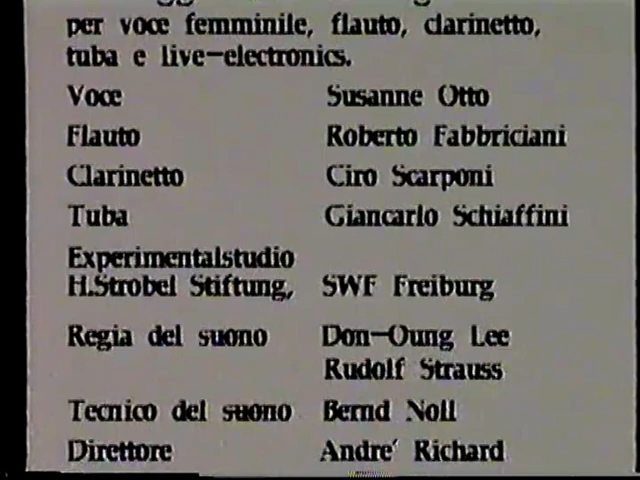 per voce femminile, flauto, clarinetto,
tuba e live-electronics.
Voce Susanne Otto
Flauto Roberto Fabbriciani
Clarinetto Ciro Scarponi
Tuba Giancarlo Schiaffini
Experimentalstudio
H.Strobel Stiftung, SWF Freiburg
Regia del suono Don-Oung Lee
Rudolf Strauss
Tecnico del suono Bernd Noll
Direttore Andre´ Richard